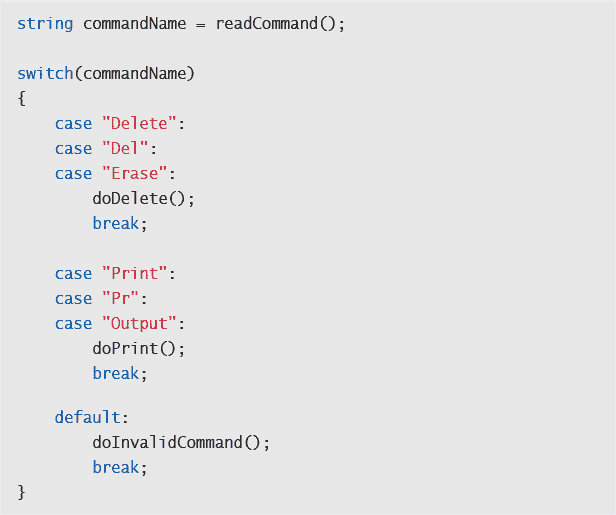 string commandName = readCommand();
switch(commandName)
{
case "Delete":
case "Del":
case "Erase":
doDelete();
break;
case "Print":
case "Pr":
case "Output":
doPrint();
break;
default:
doInvalidCommand();
break;
}